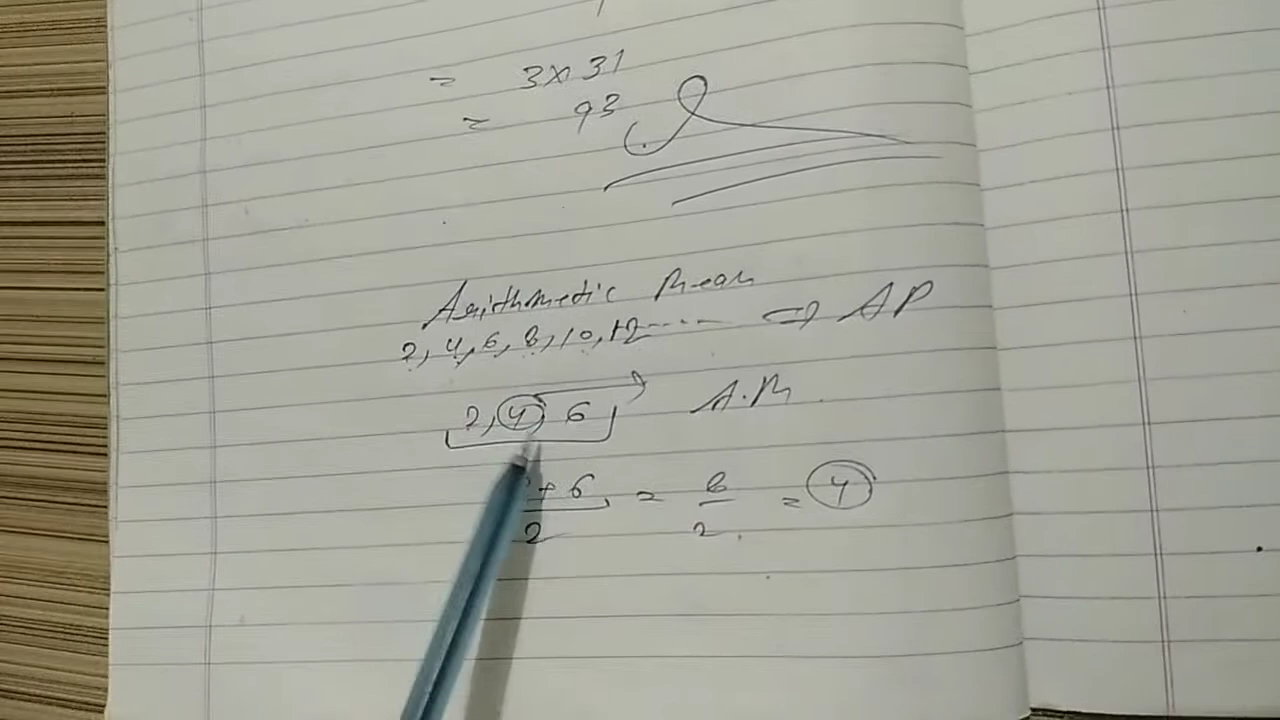 = 3×31
= 93
Arithmetic Mean
2, 4, 6, 8, 10, 12---- ⇒ AP
2, 4 6, A.M
+ 6 = 8 = 4
2 2